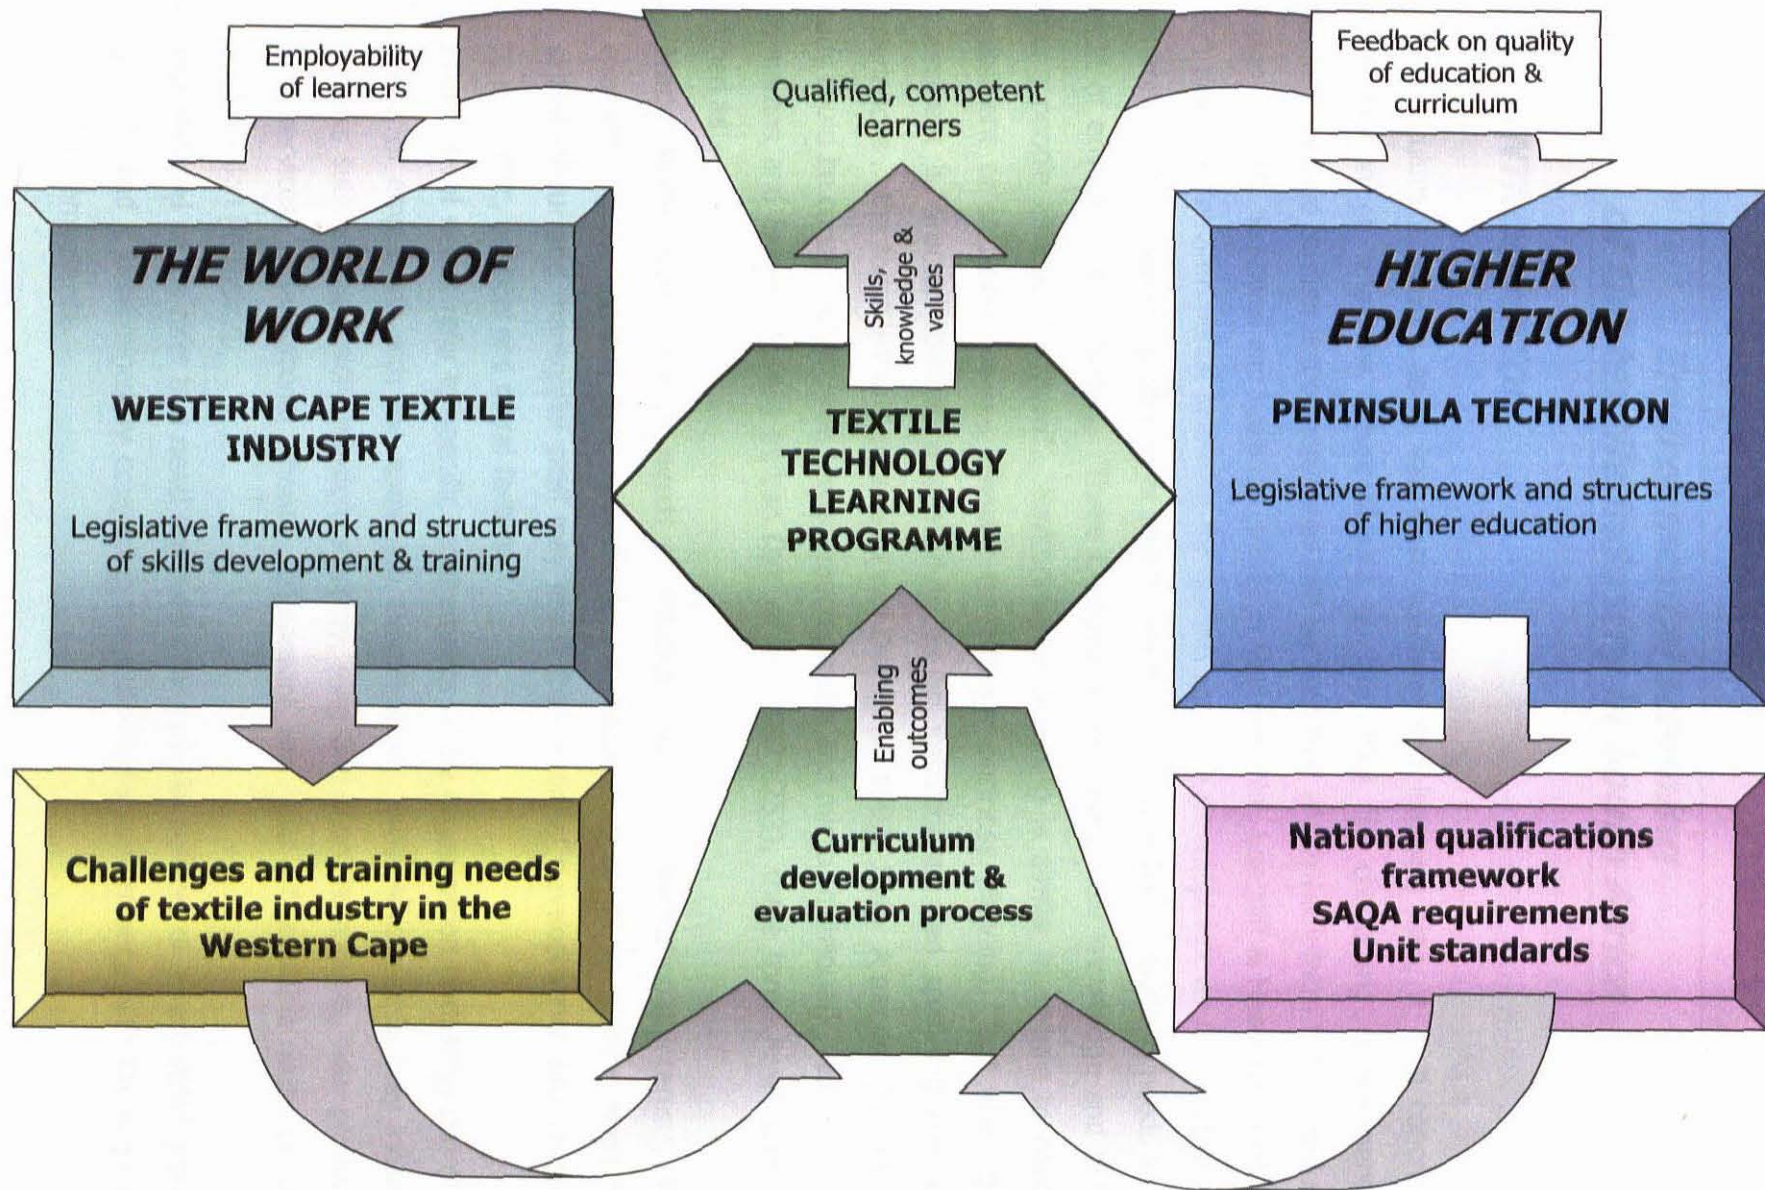 Employability
of learners
Qualified, competent
learners
Feedback on quality
of education &
curriculum
THE WORLD OF
WORK
WESTERN CAPE TEXTILE
INDUSTRY
Legislative framework and structures
of skills development & training
Skills,
knowledge &
values
TEXTILE
TECHNOLOGY
LEARNING
PROGRAMME
HIGHER
EDUCATION
PENINSULA TECHNIKON
Legislative framework and structures
of higher education
Enabling
outcomes
Challenges and training needs
of textile industry in the
Western Cape
Curriculum
development &
evaluation process
National qualifications
framework
SAQA requirements
Unit standards